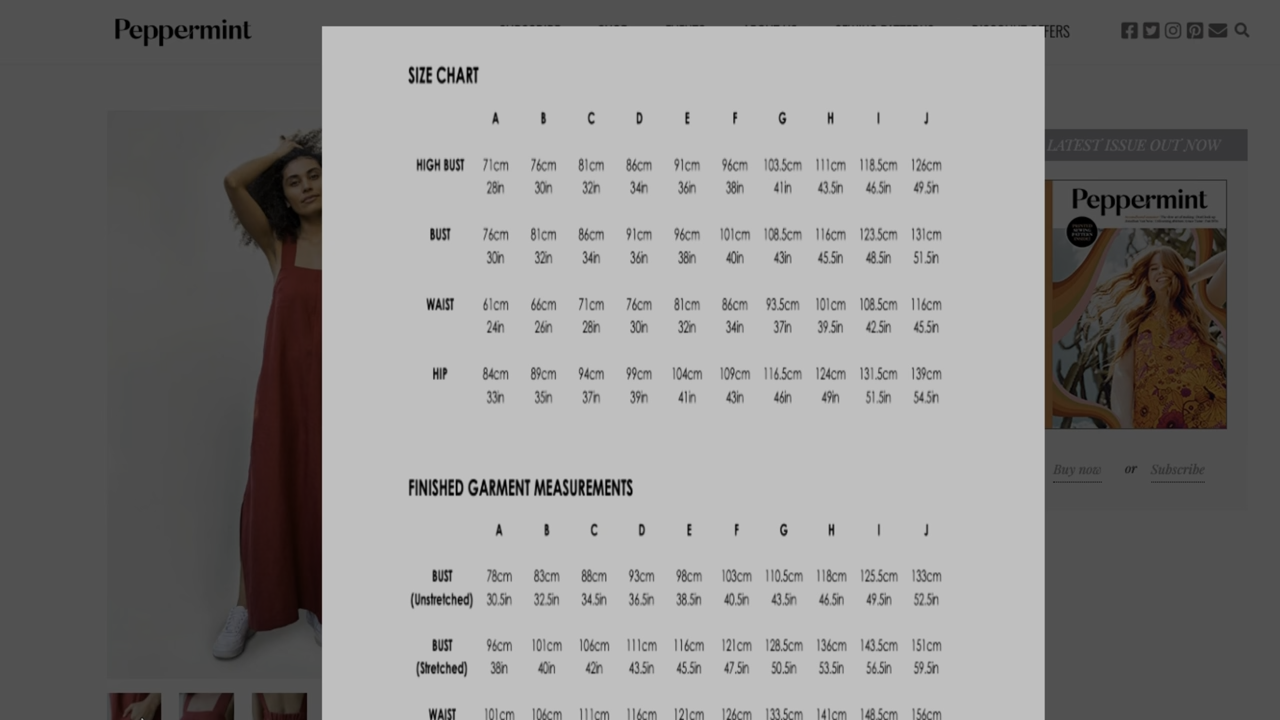 Peppermint
SIZE CHART
A B C D E F G H I J
HIGH BUST 71cm 76cm 81cm 86cm 91cm 96cm 103.5cm 111cm 118.5cm 126cm
28in 30in 32in 34in 36in 38in 41in 43.5in 46.5in 49.5in
BUST 76cm 81cm 86cm 91cm 96cm 101cm 108.5cm 116cm 123.5cm 131cm
30in 32in 34in 36in 38in 40in 43in 45.5in 48.5in 51.5in
WAIST 61cm 66cm 71cm 76cm 81cm 86cm 93.5cm 101cm 108.5cm 116cm
24in 26in 28in 30in 32in 34in 37in 39.5in 42.5in 45.5in
HIP 84cm 89cm 94cm 99cm 104cm 109cm 116.5cm 124cm 131.5cm 139cm
33in 35in 37in 39in 41in 43in 46in 49in 51.5in 54.5in
FINISHED GARMENT MEASUREMENTS
A B C D E F G H I J
BUST 78cm 83cm 88cm 93cm 98cm 103cm 110.5cm 118cm 125.5cm 133cm
(Unstretched) 30.5in 32.5in 34.5in 36.5in 38.5in 40.5in 43.5in 46.5in 49.5in 52.5in
BUST 96cm 101cm 106cm 111cm 116cm 121cm 128.5cm 136cm 143.5cm 151cm
(Stretched) 38in 40in 42in 43.5in 45.5in 47.5in 50.5in 53.5in 56.5in 59.5in
WAIST 101cm 106cm 111cm 116cm 121cm 126cm 133.5cm 141cm 148.5cm 156cm
LATEST ISSUE OUT NOW
Peppermint
Buy now or Subscribe